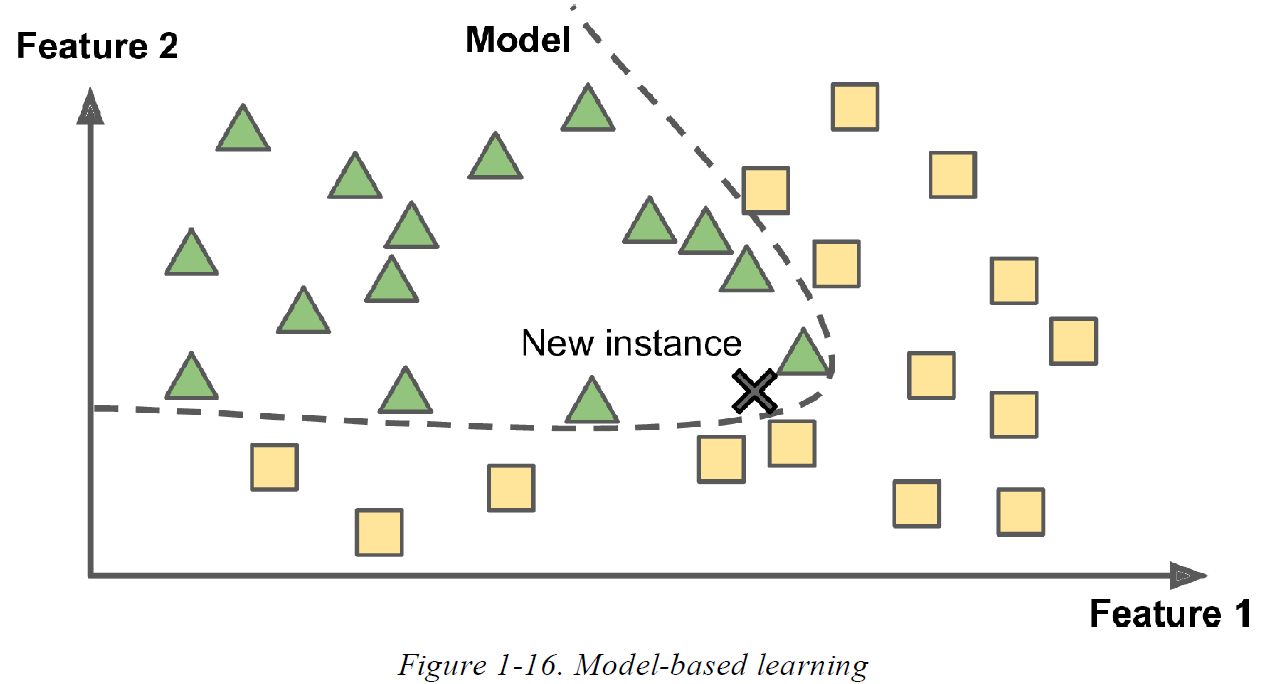 Feature 2
Model
New instance
Feature 1
Figure 1-16. Model-based learning